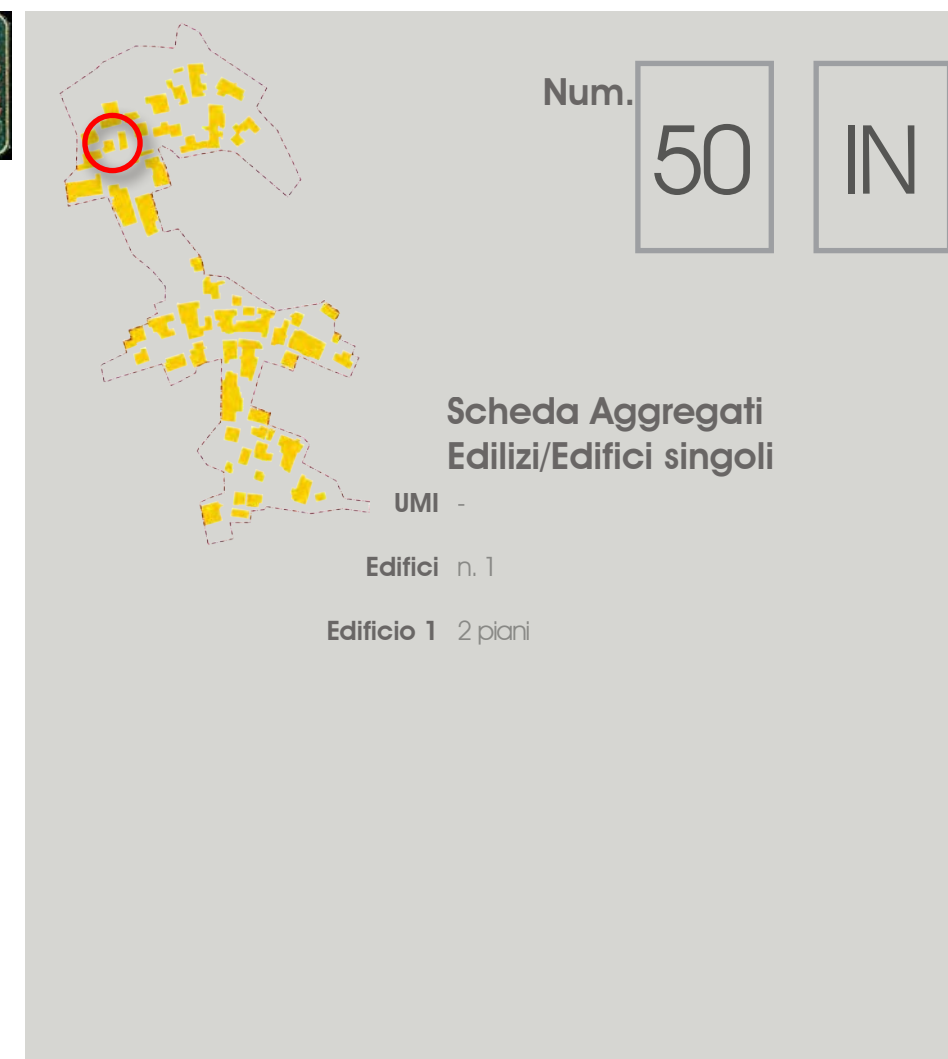 Num.
50 IN
Scheda Aggregati
Edilizi/Edifici singoli
UMI -
Edifici n. 1
Edificio 1 2 piani